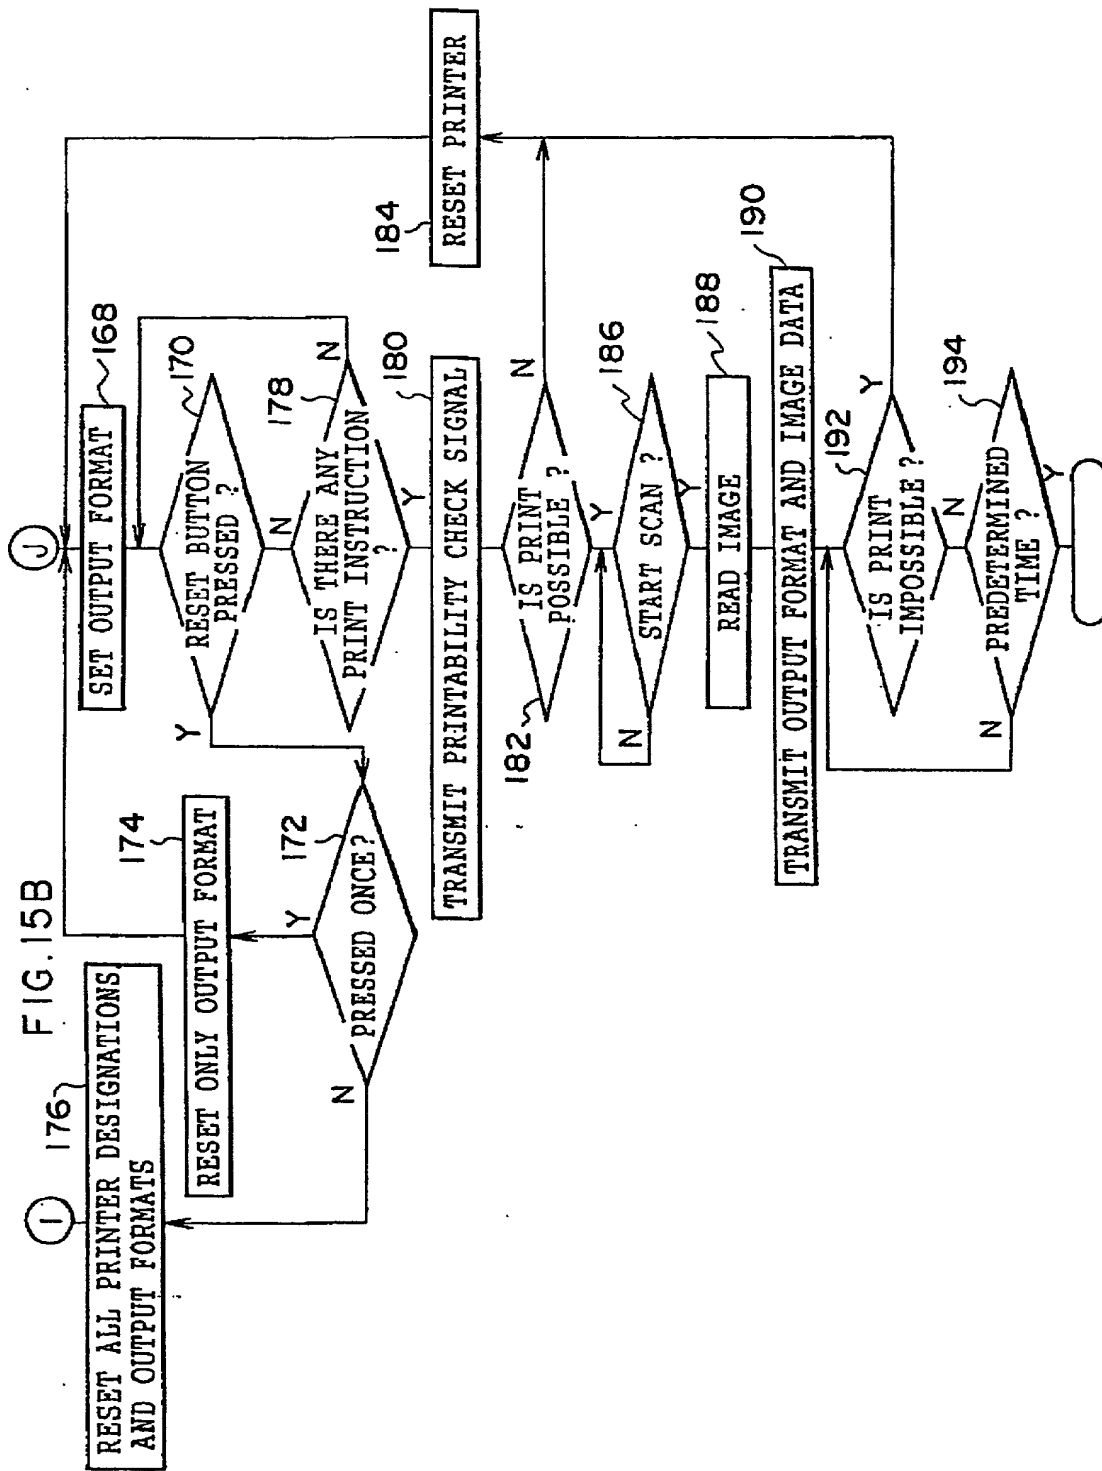 FIG.15B
I
176
RESET ALL PRINTER DESIGNATIONS
AND OUTPUT FORMATS
174
RESET ONLY OUTPUT FORMAT
Y
172
PRESSED ONCE?
N
J
SET OUTPUT FORMAT
168
170
RESET BUTTON
PRESSED ?
Y
N
178
IS THERE ANY
PRINT INSTRUCTION
?
N
Y
180
TRANSMIT PRINTABILITY CHECK SIGNAL
182
IS PRINT
POSSIBLE ?
N
Y
184
RESET PRINTER
186
START SCAN ?
N
Y
188
READ IMAGE
190
TRANSMIT OUTPUT FORMAT AND IMAGE DATA
192
IS PRINT
IMPOSSIBLE ?
Y
N
194
PREDETERMINED
TIME ?
N
Y